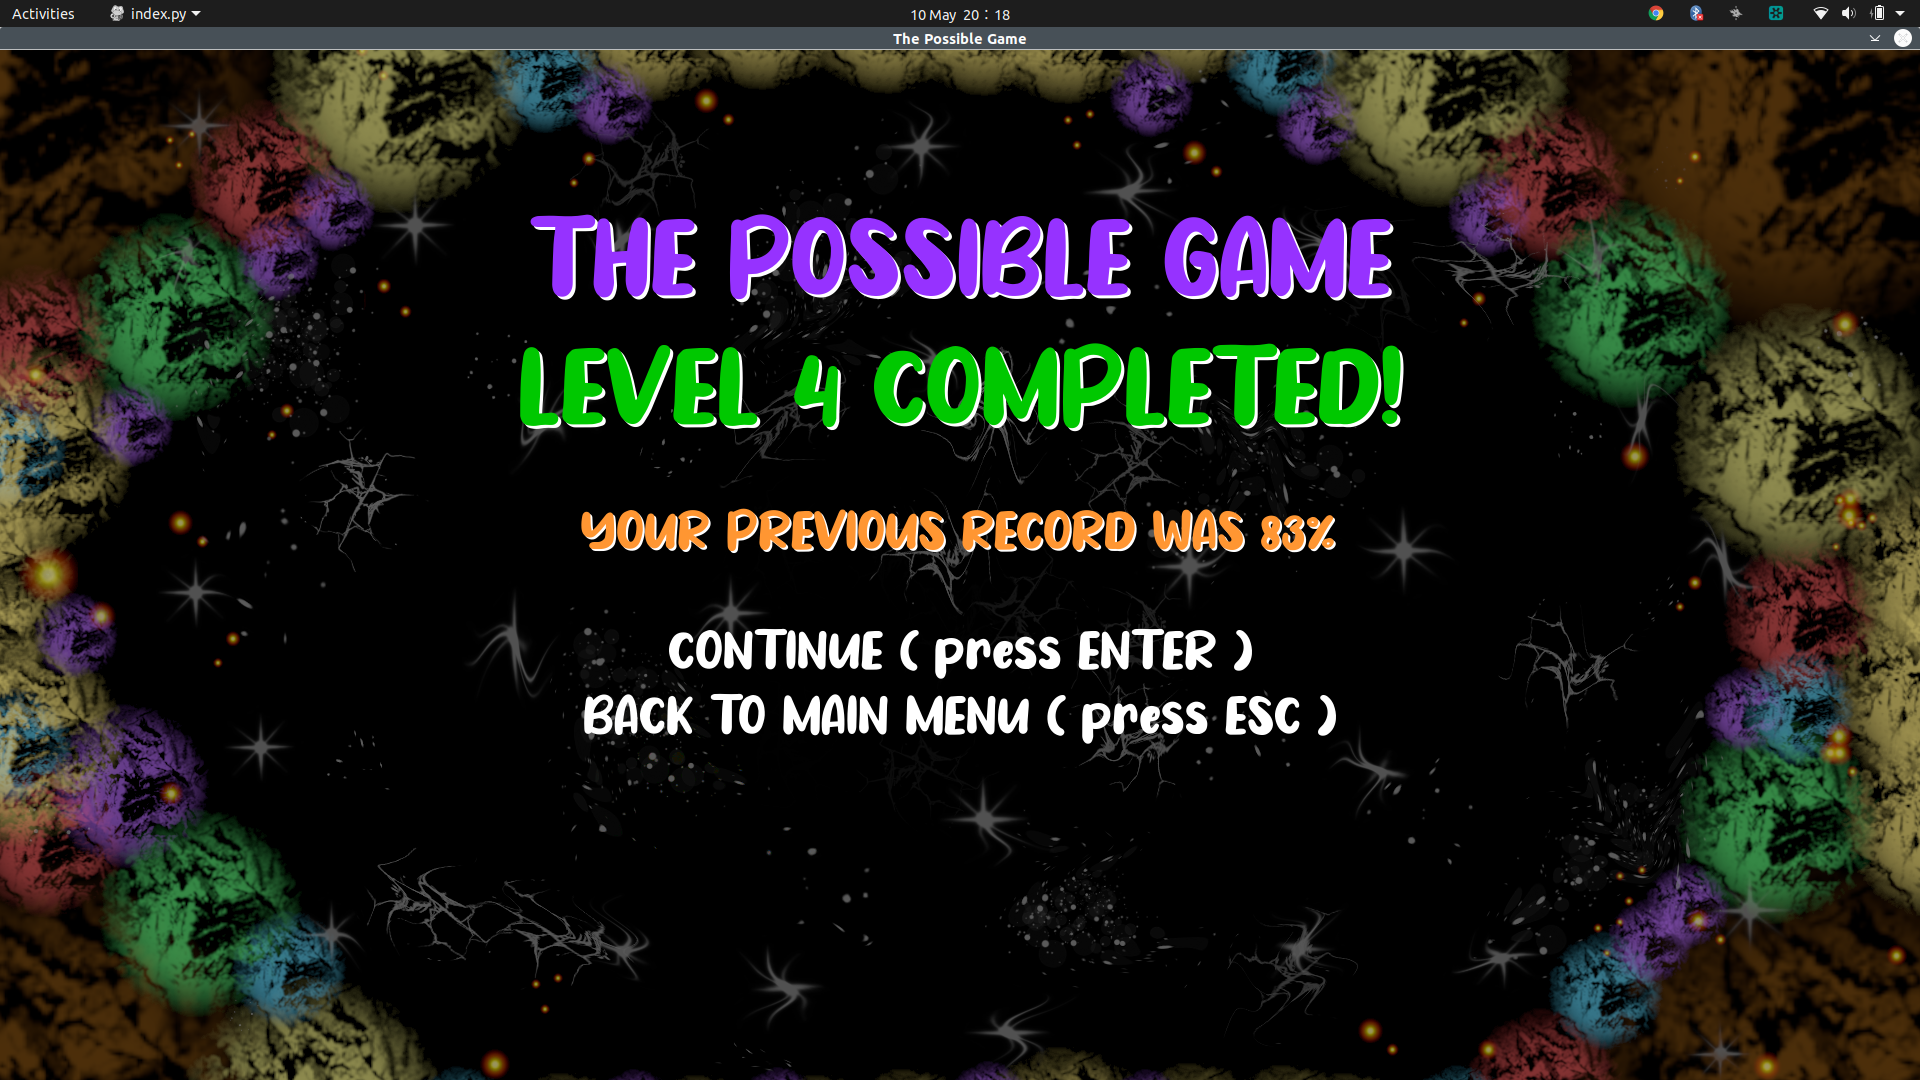 Activities
index.py
10 May 20:18
The Possible Game
THE POSSIBLE GAME
LEVEL 4 COMPLETED!
YOUR PREVIOUS RECORD WAS 83%
CONTINUE ( press ENTER )
BACK TO MAIN MENU ( press ESC )